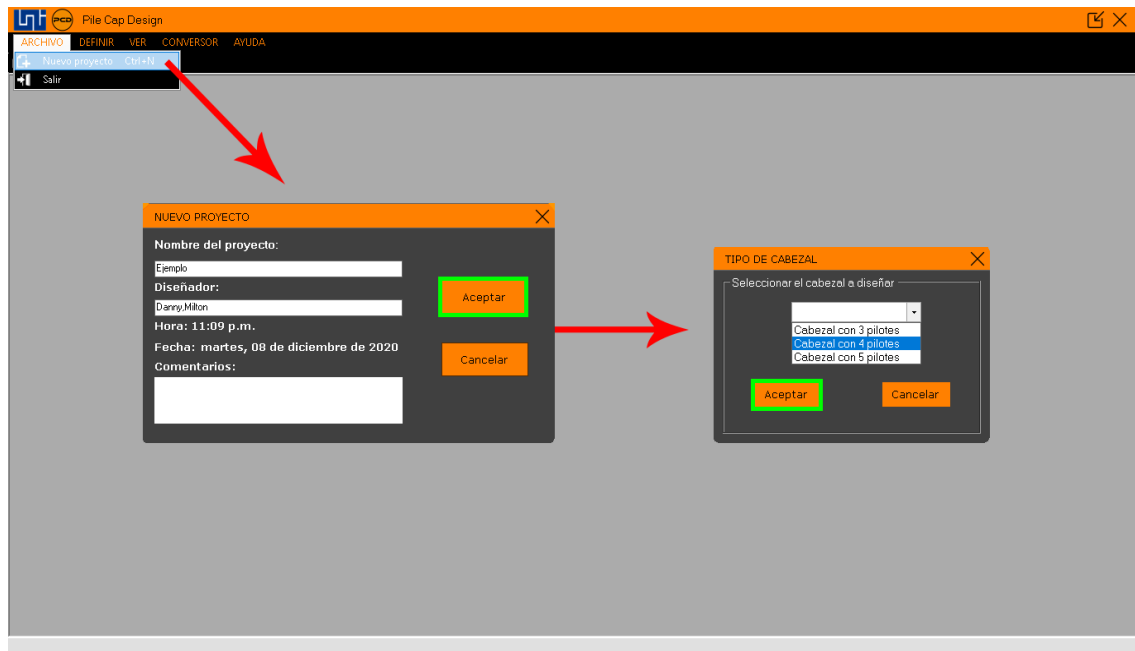 PCD Pile Cap Design
ARCHIVO DEFINIR VER CONVERSOR AYUDA
Nuevo proyecto Ctrl+N
Salir
NUEVO PROYECTO
Nombre del proyecto:
Ejemplo
Diseñador:
Danny,Milton
Aceptar
Hora: 11:09 p.m.
Fecha: martes, 08 de diciembre de 2020
Cancelar
Comentarios:
TIPO DE CABEZAL
Seleccionar el cabezal a diseñar
Cabezal con 3 pilotes
Cabezal con 4 pilotes
Cabezal con 5 pilotes
Aceptar Cancelar